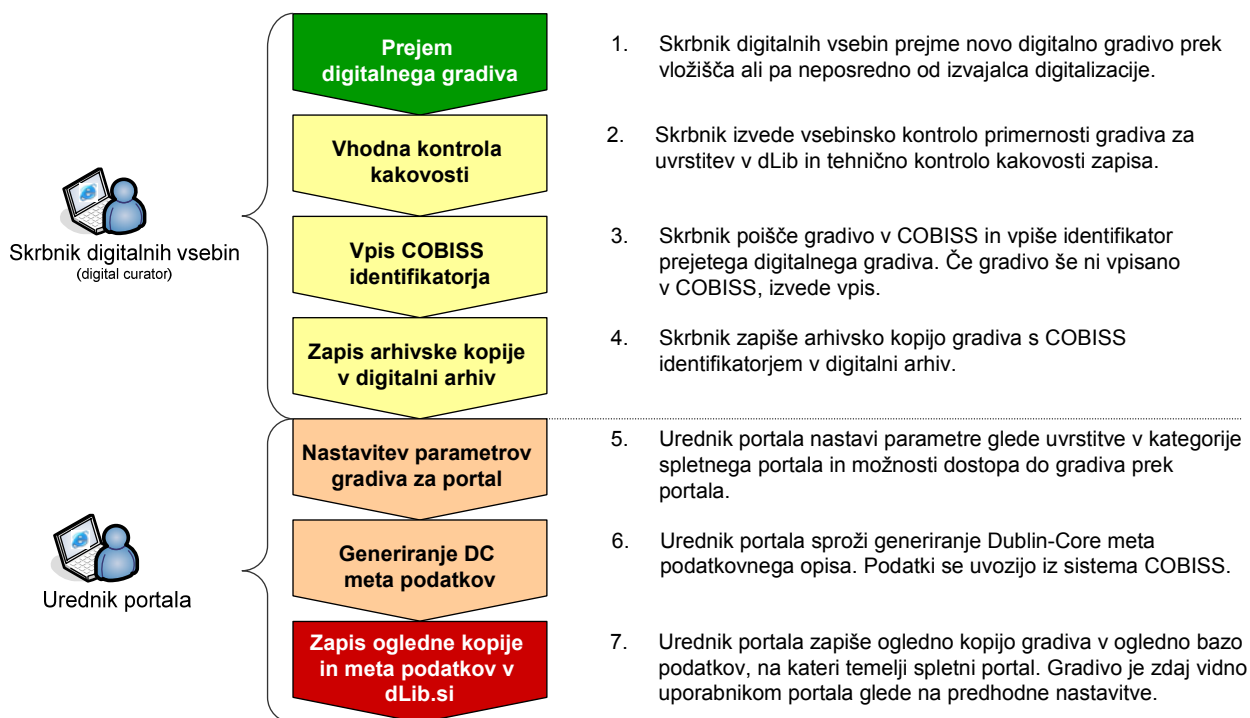 Prejem
digitalnega gradiva
1. Skrbnik digitalnih vsebin prejme novo digitalno gradivo prek
vložišča ali pa neposredno od izvajalca digitalizacije.
Vhodna kontrola
kakovosti
2. Skrbnik izvede vsebinsko kontrolo primernosti gradiva za
uvrstitev v dLib in tehnično kontrolo kakovosti zapisa.
Skrbnik digitalnih vsebin
(digital curator)
Vpis COBISS
identifikatorja
3. Skrbnik poišče gradivo v COBISS in vpiše identifikator
prejetega digitalnega gradiva. Če gradivo še ni vpisano
v COBISS, izvede vpis.
Zapis arhivske kopije
v digitalni arhiv
4. Skrbnik zapiše arhivsko kopijo gradiva s COBISS
identifikatorjem v digitalni arhiv.
Nastavitev parametrov
gradiva za portal
5. Urednik portala nastavi parametre glede uvrstitve v kategorije
spletnega portala in možnosti dostopa do gradiva prek
portala.
Urednik portala
Generiranje DC
meta podatkov
6. Urednik portala sproži generiranje Dublin-Core meta
podatkovnega opisa. Podatki se uvozijo iz sistema COBISS.
Zapis ogledne kopije
in meta podatkov v
dLib.si
7. Urednik portala zapiše ogledno kopijo gradiva v ogledno bazo
podatkov, na kateri temelji spletni portal. Gradivo je zdaj vidno
uporabnikom portala glede na predhodne nastavitve.